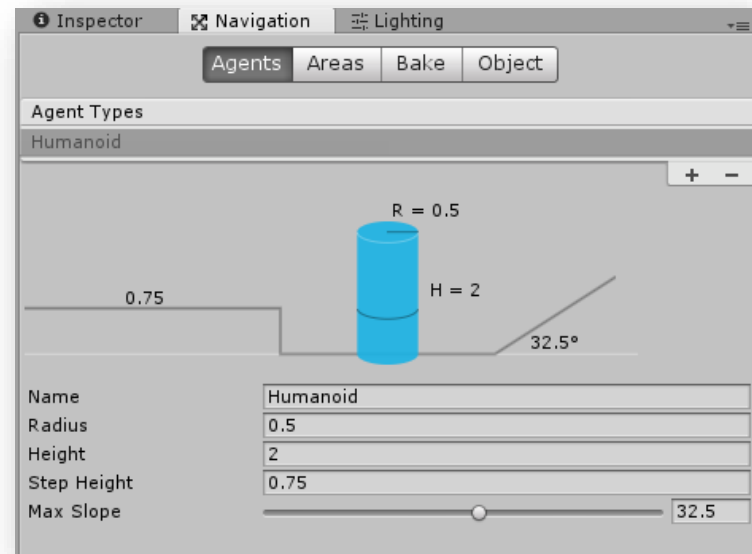 Inspector Navigation Lighting
Agents Areas Bake Object
Agent Types
Humanoid
+ −
R = 0.5
0.75
H = 2
32.5°
Name Humanoid
Radius 0.5
Height 2
Step Height 0.75
Max Slope 32.5